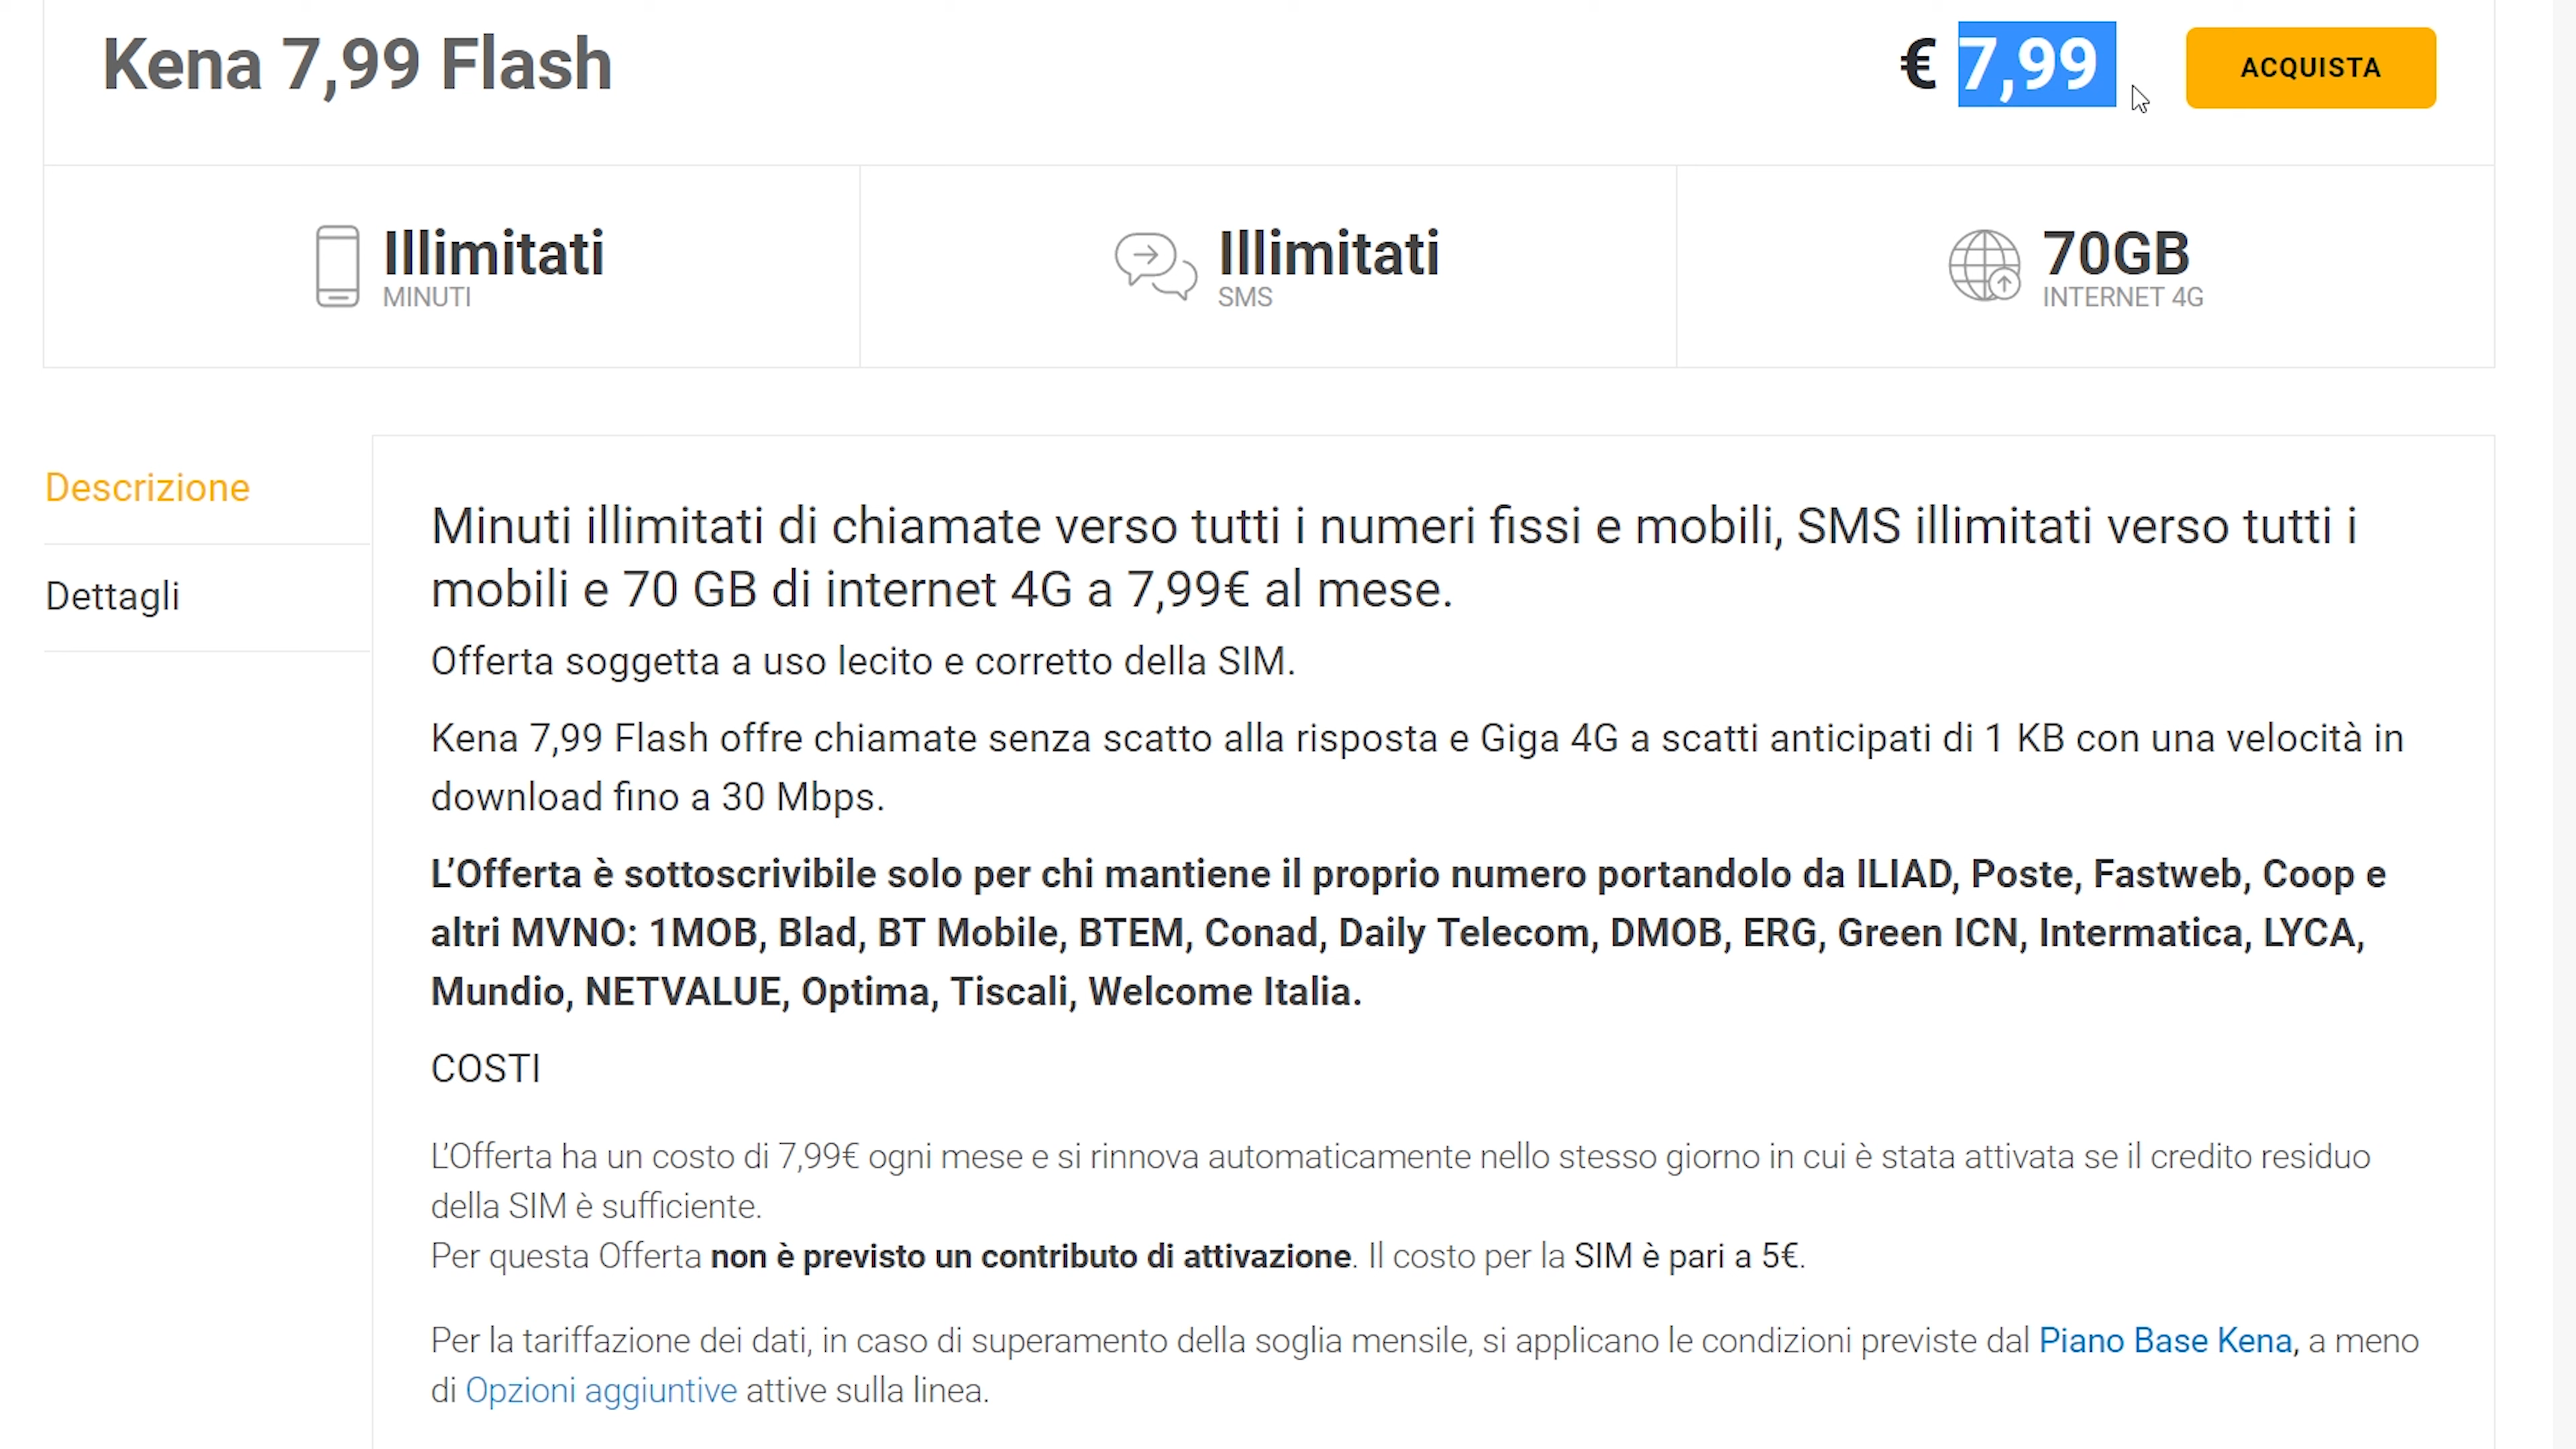 Kena 7,99 Flash
€ 7,99
ACQUISTA
Illimitati
MINUTI
Illimitati
SMS
70GB
INTERNET 4G
Descrizione
Dettagli
Minuti illimitati di chiamate verso tutti i numeri fissi e mobili, SMS illimitati verso tutti i
mobili e 70 GB di internet 4G a 7,99€ al mese.
Offerta soggetta a uso lecito e corretto della SIM.
Kena 7,99 Flash offre chiamate senza scatto alla risposta e Giga 4G a scatti anticipati di 1 KB con una velocità in
download fino a 30 Mbps.
L’Offerta è sottoscrivibile solo per chi mantiene il proprio numero portandolo da ILIAD, Poste, Fastweb, Coop e
altri MVNO: 1MOB, Blad, BT Mobile, BTEM, Conad, Daily Telecom, DMOB, ERG, Green ICN, Intermatica, LYCA,
Mundio, NETVALUE, Optima, Tiscali, Welcome Italia.
COSTI
L’Offerta ha un costo di 7,99€ ogni mese e si rinnova automaticamente nello stesso giorno in cui è stata attivata se il credito residuo
della SIM è sufficiente.
Per questa Offerta non è previsto un contributo di attivazione. Il costo per la SIM è pari a 5€.
Per la tariffazione dei dati, in caso di superamento della soglia mensile, si applicano le condizioni previste dal Piano Base Kena, a meno
di Opzioni aggiuntive attive sulla linea.